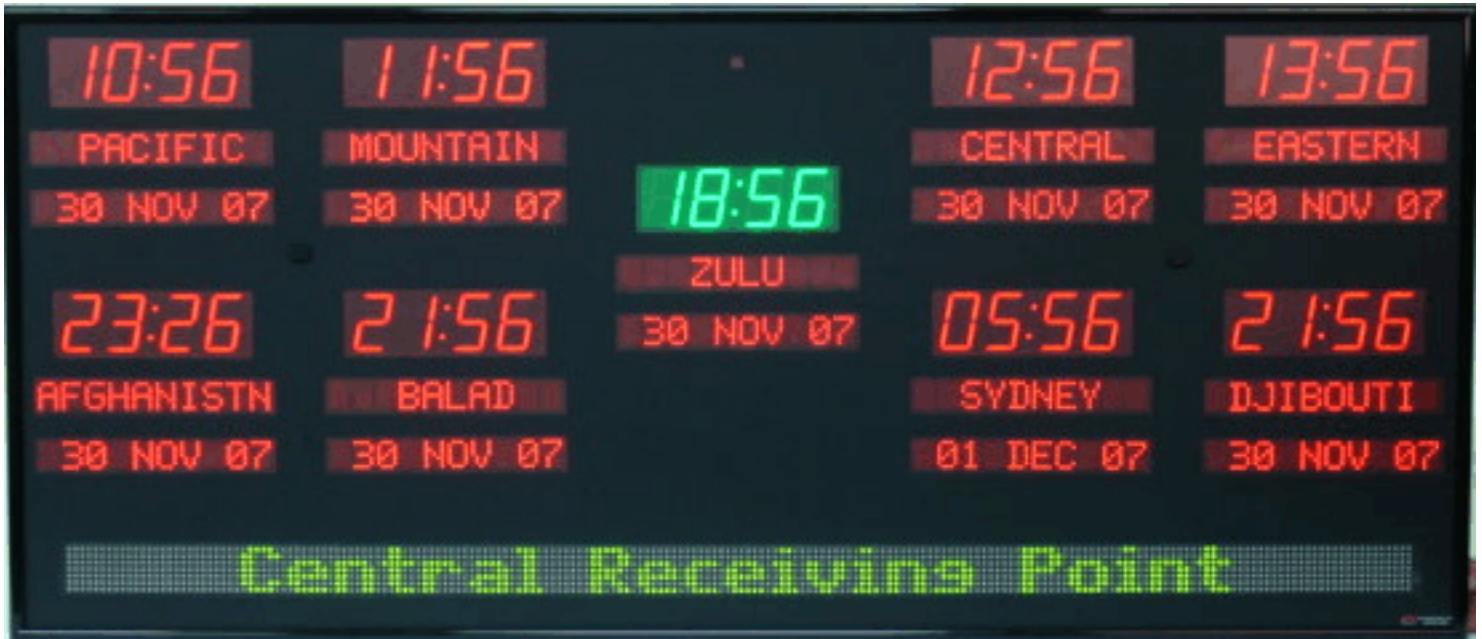 10:56 11:56 12:56 13:56
PACIFIC MOUNTAIN CENTRAL EASTERN
30 NOV 07 30 NOV 07 30 NOV 07 30 NOV 07
18:56
ZULU
30 NOV 07
23:26 21:56 05:56 21:56
AFGHANISTN BALAD SYDNEY DJIBOUTI
30 NOV 07 30 NOV 07 01 DEC 07 30 NOV 07
Central Receiving Point